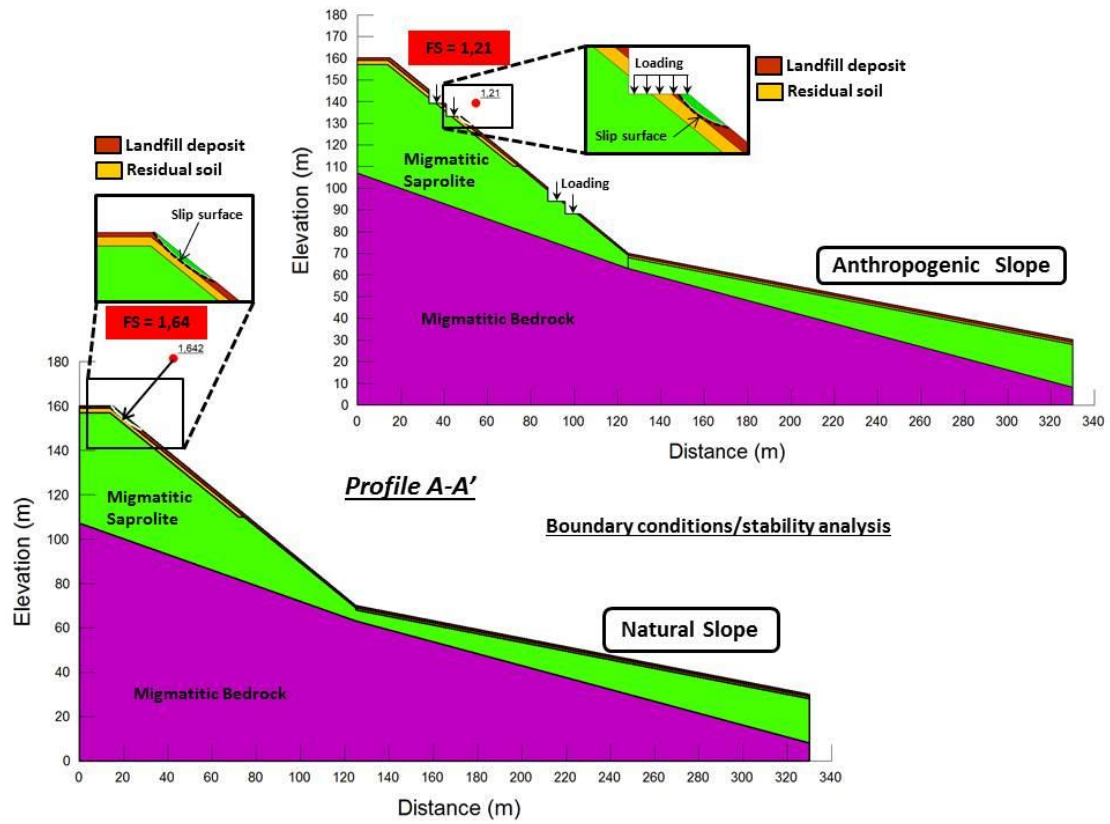 180
170
160
150
140
130
120
110
100
90
80
70
60
50
40
30
20
10
0
Elevation (m)
FS = 1,21
1,21
Loading
Slip surface
Landfill deposit
Residual soil
Migmatitic
Saprolite
Loading
Migmatitic Bedrock
Anthropogenic Slope
0 20 40 60 80 100 120 140 160 180 200 220 240 260 280 300 320 340
Distance (m)
Landfill deposit
Residual soil
Slip surface
FS = 1,64
1,642
180
160
140
120
100
80
60
40
20
0
Elevation (m)
Migmatitic
Saprolite
Migmatitic Bedrock
Profile A-A'
Boundary conditions/stability analysis
Natural Slope
0 20 40 60 80 100 120 140 160 180 200 220 240 260 280 300 320 340
Distance (m)